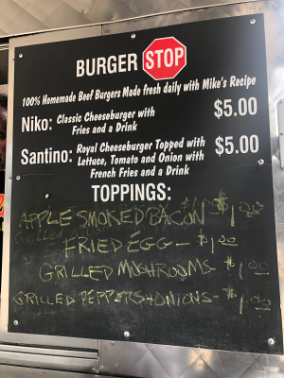 BURGER STOP
100% Homemade Beef Burgers Made fresh daily with Mike's Recipe
Niko: Classic Cheeseburger with $5.00
Fries and a Drink
Santino: Royal Cheeseburger Topped with $5.00
Lettuce, Tomato and Onion with
French Fries and a Drink
TOPPINGS:
APPLE SMOKED BACON $1.00
FRIED EGG - $1.00
GRILLED MUSHROOMS - $1.00
GRILLED PEPPERS + ONIONS - $1.00